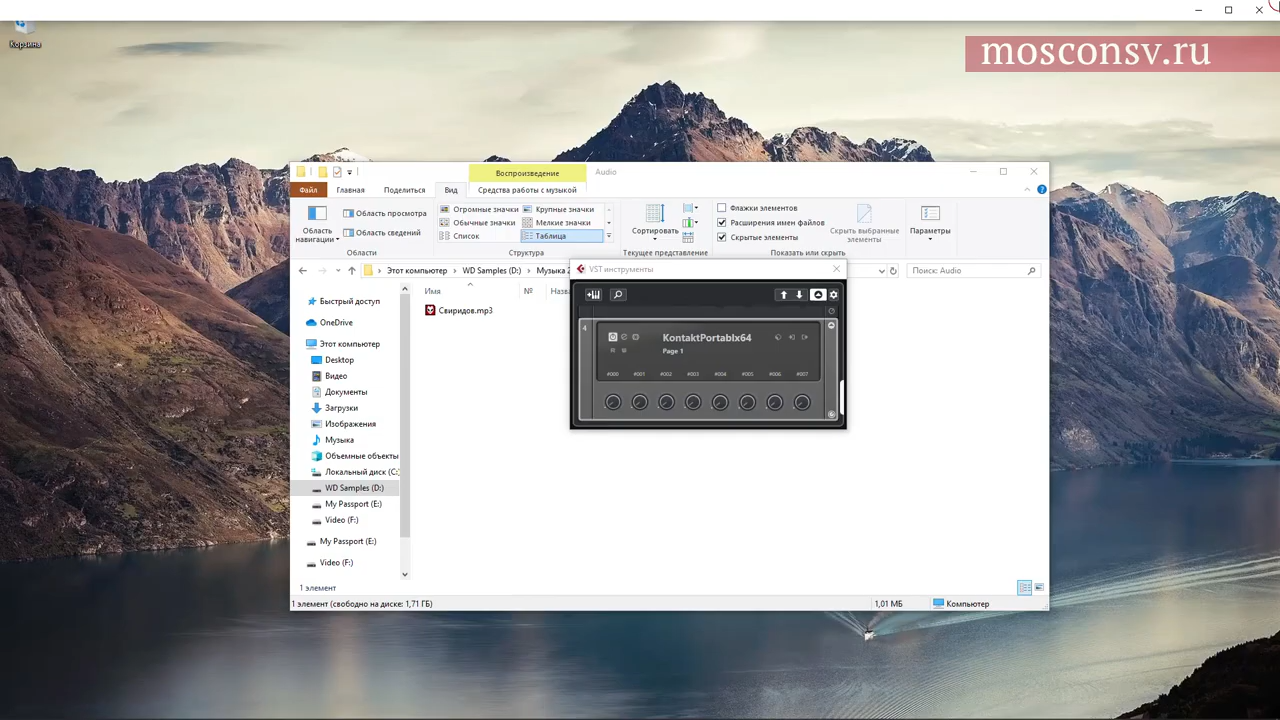 Корзина
mosconsv.ru
Воспроизведение
Audio
Файл
Главная
Поделиться
Вид
Средства работы с музыкой
Область навигации
Область просмотра
Область сведений
Области
Огромные значки
Крупные значки
Обычные значки
Мелкие значки
Список
Таблица
Структура
Сортировать
Текущее представление
Флажки элементов
Расширения имен файлов
Скрытые элементы
Скрыть выбранные элементы
Показать или скрыть
Параметры
Этот компьютер
WD Samples (D:)
Поиск: Audio
Имя
№
Свиридов.mp3
Быстрый доступ
OneDrive
Этот компьютер
Desktop
Видео
Документы
Загрузки
Изображения
Музыка
Объемные объекты
Локальный диск (C:
WD Samples (D:)
My Passport (E:)
Video (F:)
My Passport (E:)
Video (F:)
VST инструменты
4
KontaktPortablx64
Page 1
#000 #001 #002 #003 #004 #005 #006 #007
1 элемент
1 элемент (свободно на диске: 1,71 ГБ)
1,01 МБ
Компьютер